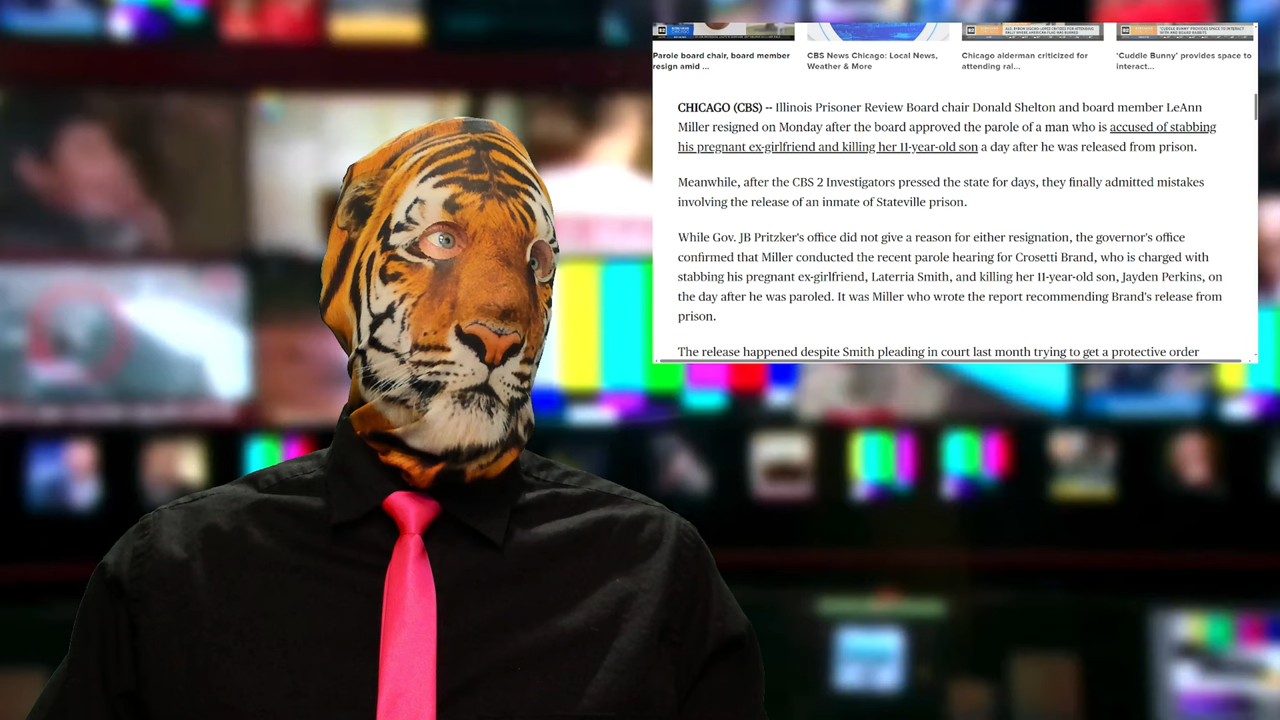 Parole board chair, board member
resign amid ...
CBS News Chicago: Local News,
Weather & More
Chicago alderman criticized for
attending ral...
'Cuddle Bunny' provides space to
interact...
CHICAGO (CBS) -- Illinois Prisoner Review Board chair Donald Shelton and board member LeAnn
Miller resigned on Monday after the board approved the parole of a man who is accused of stabbing
his pregnant ex-girlfriend and killing her 11-year-old son a day after he was released from prison.
Meanwhile, after the CBS 2 Investigators pressed the state for days, they finally admitted mistakes
involving the release of an inmate of Stateville prison.
While Gov. JB Pritzker's office did not give a reason for either resignation, the governor's office
confirmed that Miller conducted the recent parole hearing for Crosetti Brand, who is charged with
stabbing his pregnant ex-girlfriend, Laterria Smith, and killing her 11-year-old son, Jayden Perkins, on
the day after he was paroled. It was Miller who wrote the report recommending Brand's release from
prison.
The release happened despite Smith pleading in court last month trying to get a protective order